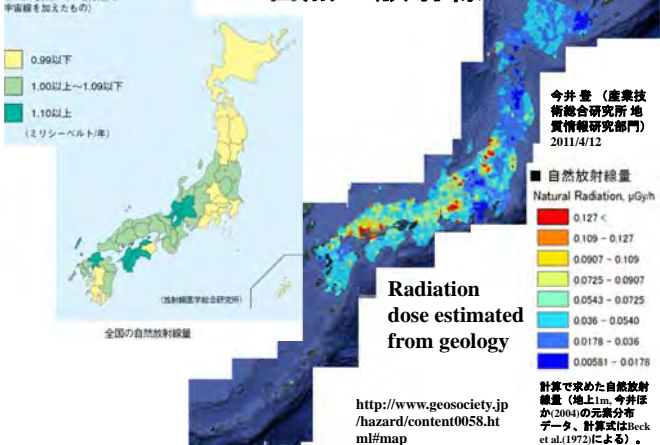 宇宙線を加えたもの)
0.99以下
1.00以上～1.09以下
1.10以上
(ミリシーベルト/年)
(放射線医学総合研究所)
全国の自然放射線量
今井 登 （産業技
術総合研究所 地
質情報研究部門）
2011/4/12
■ 自然放射線量
Natural Radiation, μGy/h
0.127 <
0.109 - 0.127
0.0907 - 0.109
0.0725 - 0.0907
0.0543 - 0.0725
0.036 - 0.0540
0.0178 - 0.036
0.00581 - 0.0178
Radiation
dose estimated
from geology
http://www.geosociety.jp
/hazard/content0058.ht
ml#map
計算で求めた自然放射
線量（地上1m, 今井ほ
か(2004)の元素分布
データ、計算式はBeck
et al.(1972)による）。